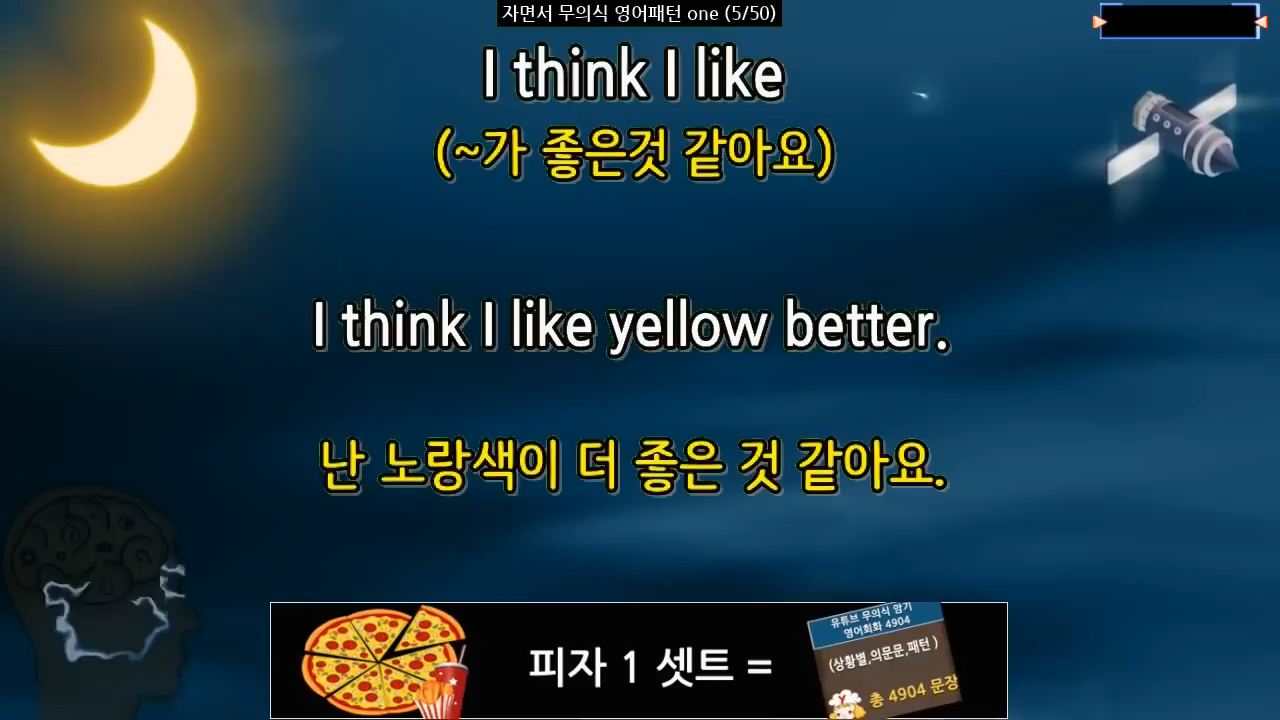 자면서 무의식 영어패턴 one (5/50)
I think I like
(~가 좋은것 같아요)
I think I like yellow better.
난 노랑색이 더 좋은 것 같아요.
피자 1 셋트 =
유튜브 무의식 암기
영어회화 4904
(상황별,의문문,패턴 )
총 4904 문장